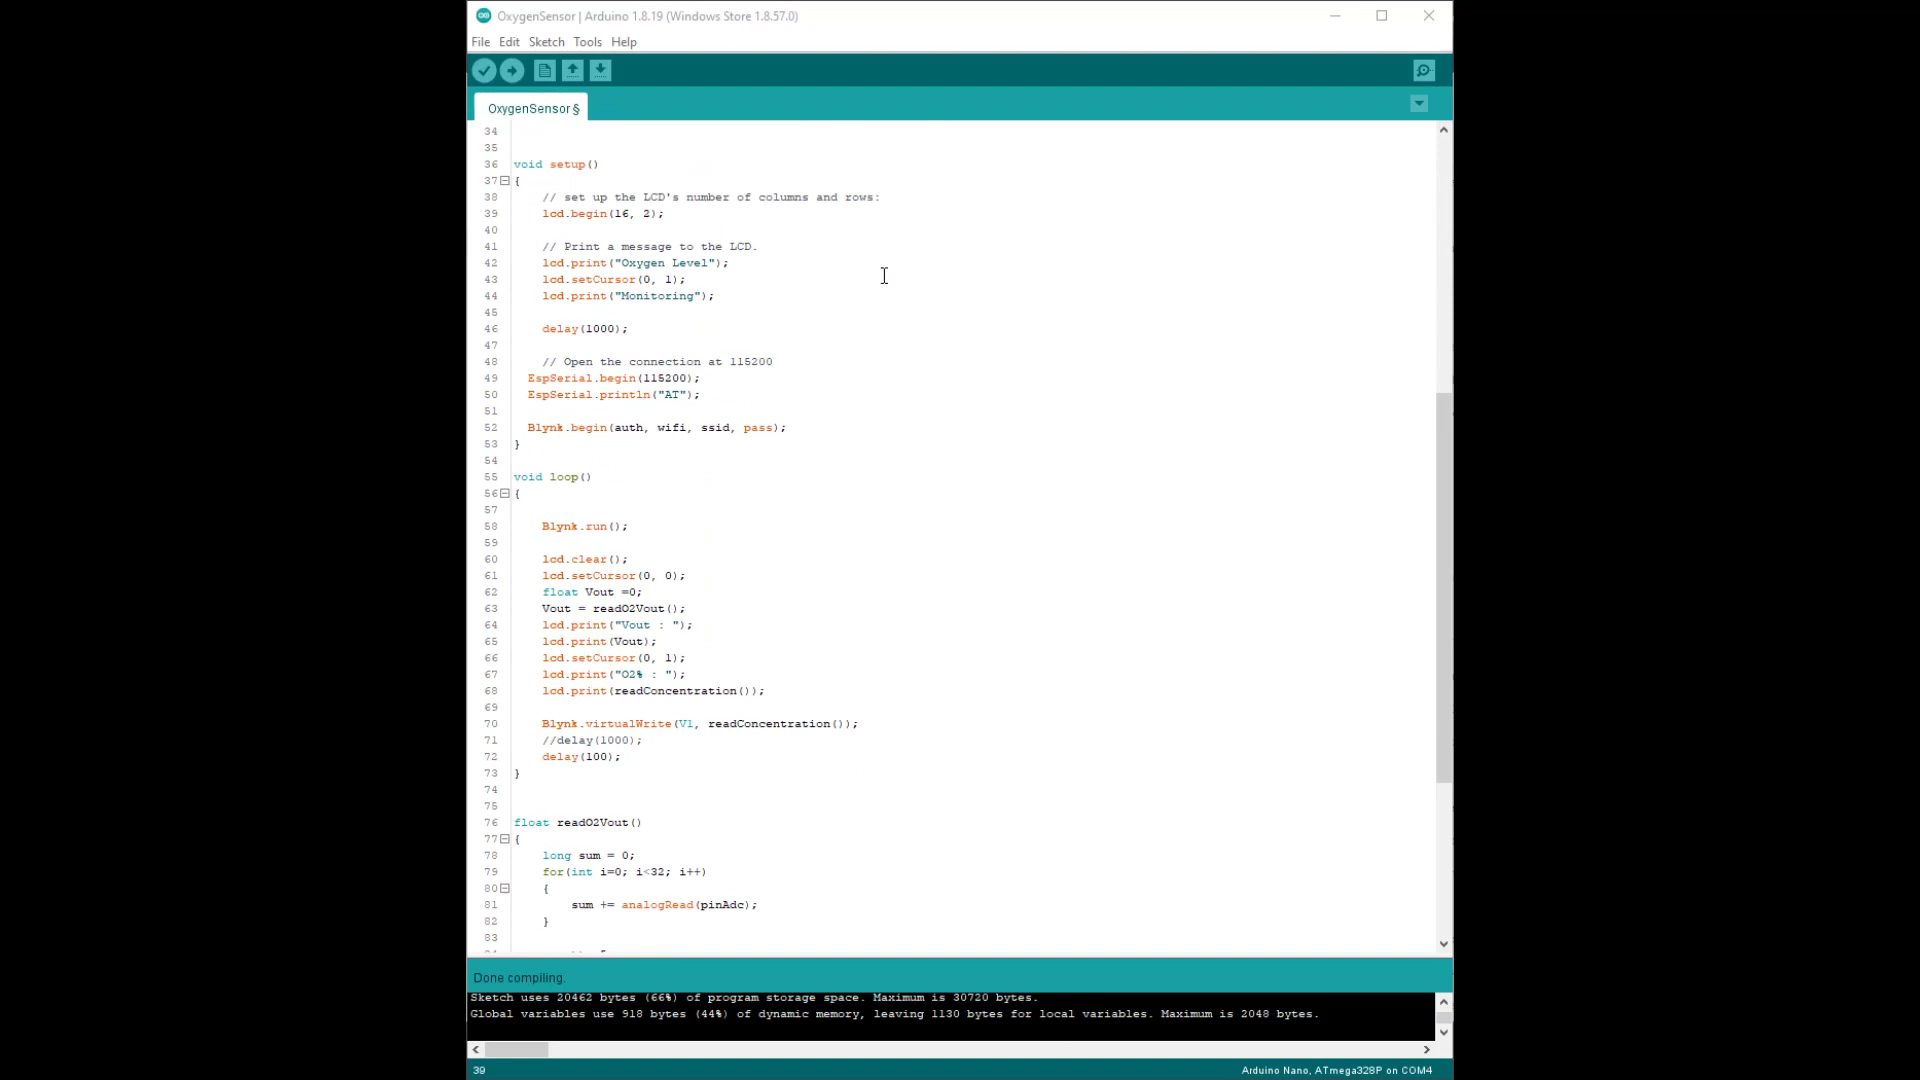 OxygenSensor | Arduino 1.8.19 (Windows Store 1.8.57.0)
File Edit Sketch Tools Help
OxygenSensor §
34
35
36 void setup()
37 {
38 // set up the LCD's number of columns and rows:
39 lcd.begin(16, 2);
40
41 // Print a message to the LCD.
42 lcd.print("Oxygen Level");
43 lcd.setCursor(0, 1);
44 lcd.print("Monitoring");
45
46 delay(1000);
47
48 // Open the connection at 115200
49 EspSerial.begin(115200);
50 EspSerial.println("AT");
51
52 Blynk.begin(auth, wifi, ssid, pass);
53 }
54
55 void loop()
56 {
57
58 Blynk.run();
59
60 lcd.clear();
61 lcd.setCursor(0, 0);
62 float Vout =0;
63 Vout = readO2Vout();
64 lcd.print("Vout : ");
65 lcd.print(Vout);
66 lcd.setCursor(0, 1);
67 lcd.print("O2% : ");
68 lcd.print(readConcentration());
69
70 Blynk.virtualWrite(V1, readConcentration());
71 //delay(1000);
72 delay(100);
73 }
74
75
76 float readO2Vout()
77 {
78 long sum = 0;
79 for(int i=0; i<32; i++)
80 {
81 sum += analogRead(pinAdc);
82 }
83
Done compiling.
Sketch uses 20462 bytes (66%) of program storage space. Maximum is 30720 bytes.
Global variables use 918 bytes (44%) of dynamic memory, leaving 1130 bytes for local variables. Maximum is 2048 bytes.
39 Arduino Nano, ATmega328P on COM4